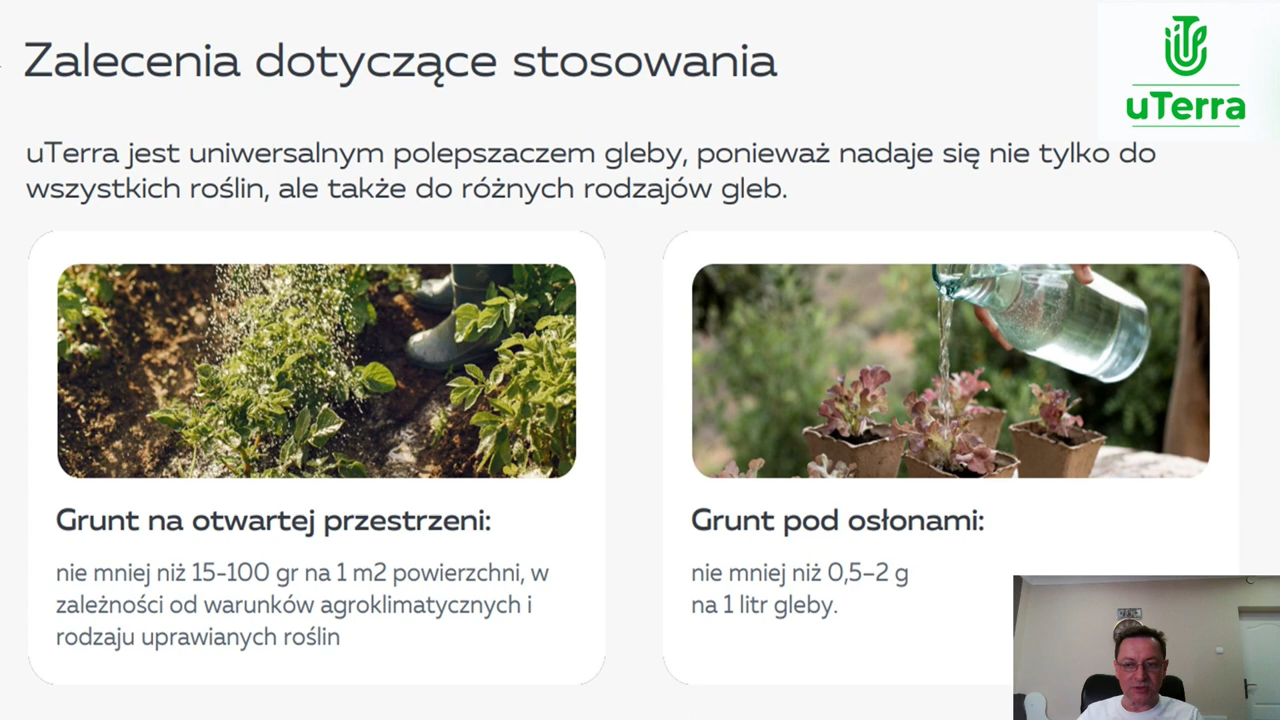 Zalecenia dotyczące stosowania
uTerra
uTerra jest uniwersalnym polepszaczem gleby, ponieważ nadaje się nie tylko do
wszystkich roślin, ale także do różnych rodzajów gleb.
Grunt na otwartej przestrzeni:
nie mniej niż 15-100 gr na 1 m2 powierzchni, w
zależności od warunków agroklimatycznych i
rodzaju uprawianych roślin
Grunt pod osłonami:
nie mniej niż 0,5–2 g
na 1 litr gleby.